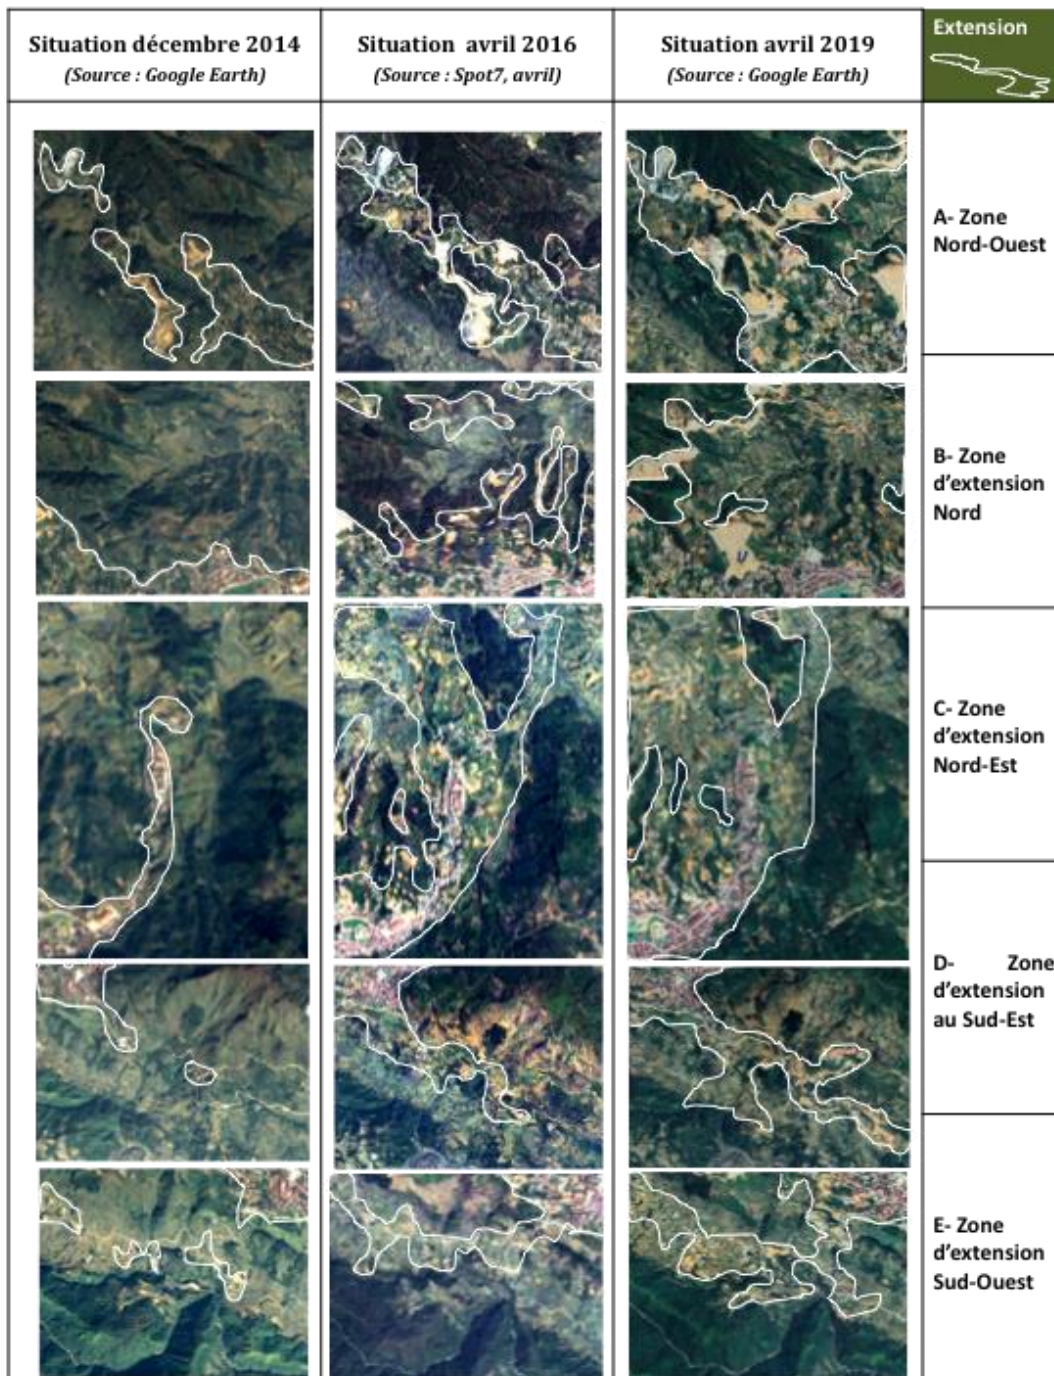 Situation décembre 2014
(Source : Google Earth)
Situation avril 2016
(Source : Spot7, avril)
Situation avril 2019
(Source : Google Earth)
Extension
A- Zone
Nord-Ouest
B- Zone
d'extension
Nord
C- Zone
d'extension
Nord-Est
D- Zone
d'extension
au Sud-Est
E- Zone
d'extension
Sud-Ouest